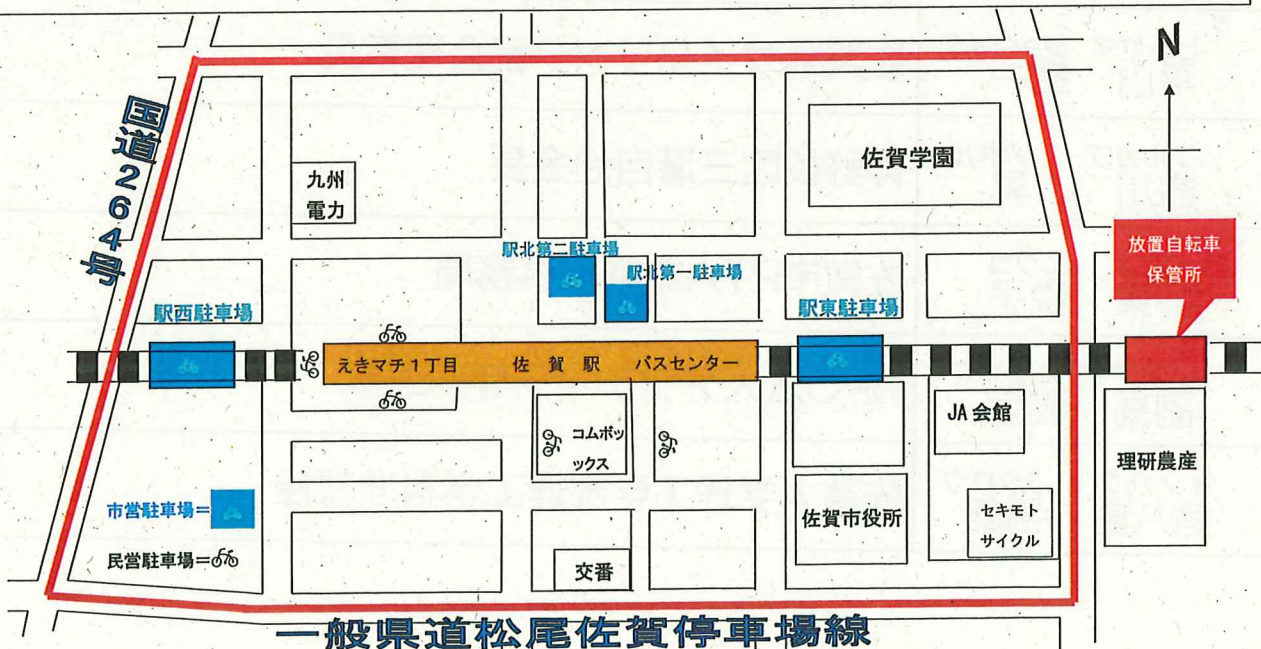 N
国道264号
九州
電力
佐賀学園
放置自転車
保管所
駅北第二駐車場
駅北第一駐車場
駅西駐車場
駅東駐車場
えきマチ1丁目 佐賀駅 バスセンター
コムボッ
ックス
JA会館
理研農産
市営駐車場=
民営駐車場=
佐賀市役所
セキモト
サイクル
交番
一般県道松尾佐賀停車場線